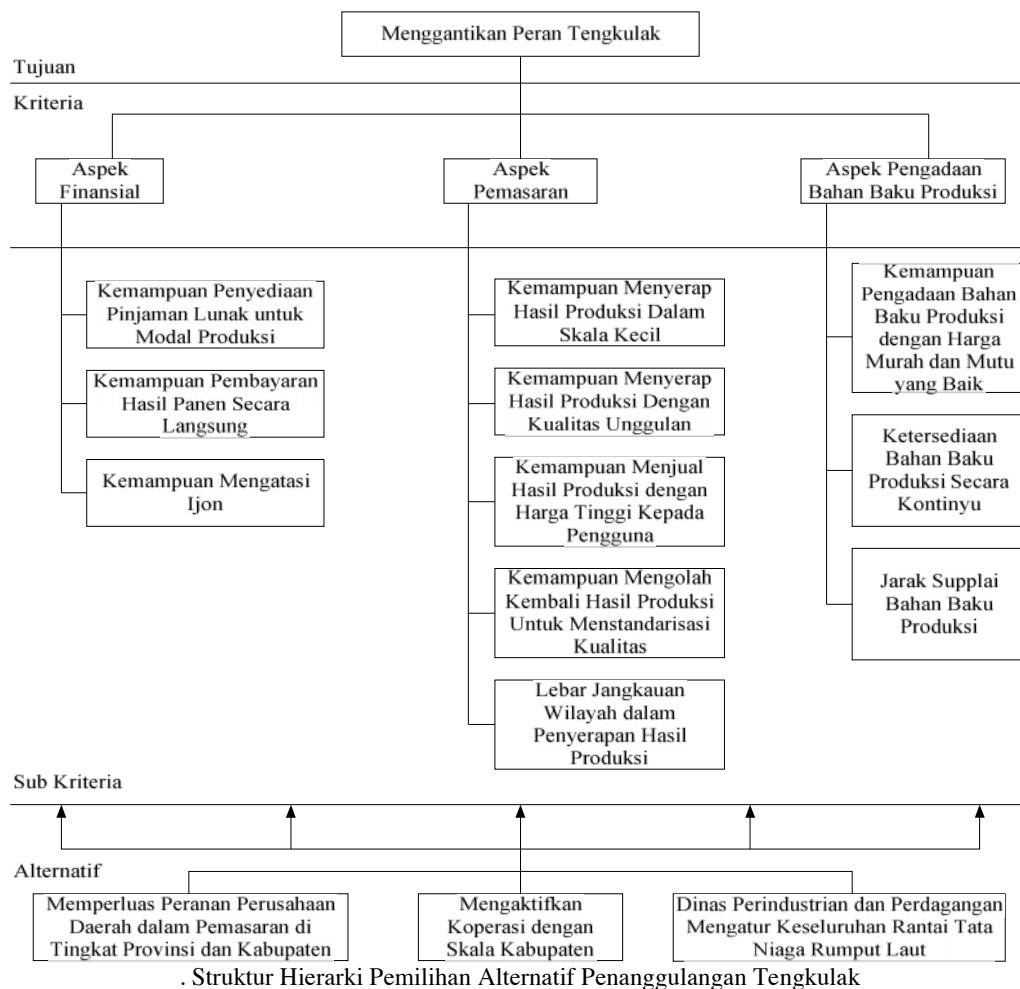 Menggantikan Peran Tengkulak
Tujuan
Kriteria
Aspek
Finansial
Aspek
Pemasaran
Aspek Pengadaan
Bahan Baku Produksi
Kemampuan Penyediaan
Pinjaman Lunak untuk
Modal Produksi
Kemampuan Pembayaran
Hasil Panen Secara
Langsung
Kemampuan Mengatasi
Ijon
Kemampuan Menyerap
Hasil Produksi Dalam
Skala Kecil
Kemampuan Menyerap
Hasil Produksi Dengan
Kualitas Unggulan
Kemampuan Menjual
Hasil Produksi dengan
Harga Tinggi Kepada
Pengguna
Kemampuan Mengolah
Kembali Hasil Produksi
Untuk Menstandarisasi
Kualitas
Lebar Jangkauan
Wilayah dalam
Penyerapan Hasil
Produksi
Kemampuan
Pengadaan Bahan
Baku Produksi
dengan Harga
Murah dan Mutu
yang Baik
Ketersediaan
Bahan Baku
Produksi Secara
Kontinyu
Jarak Supplai
Bahan Baku
Produksi
Sub Kriteria
Alternatif
Memperluas Peranan Perusahaan
Daerah dalam Pemasaran di
Tingkat Provinsi dan Kabupaten
Mengaktifkan
Koperasi dengan
Skala Kabupaten
Dinas Perindustrian dan Perdagangan
Mengatur Keseluruhan Rantai Tata
Niaga Rumput Laut
. Struktur Hierarki Pemilihan Alternatif Penanggulangan Tengkulak